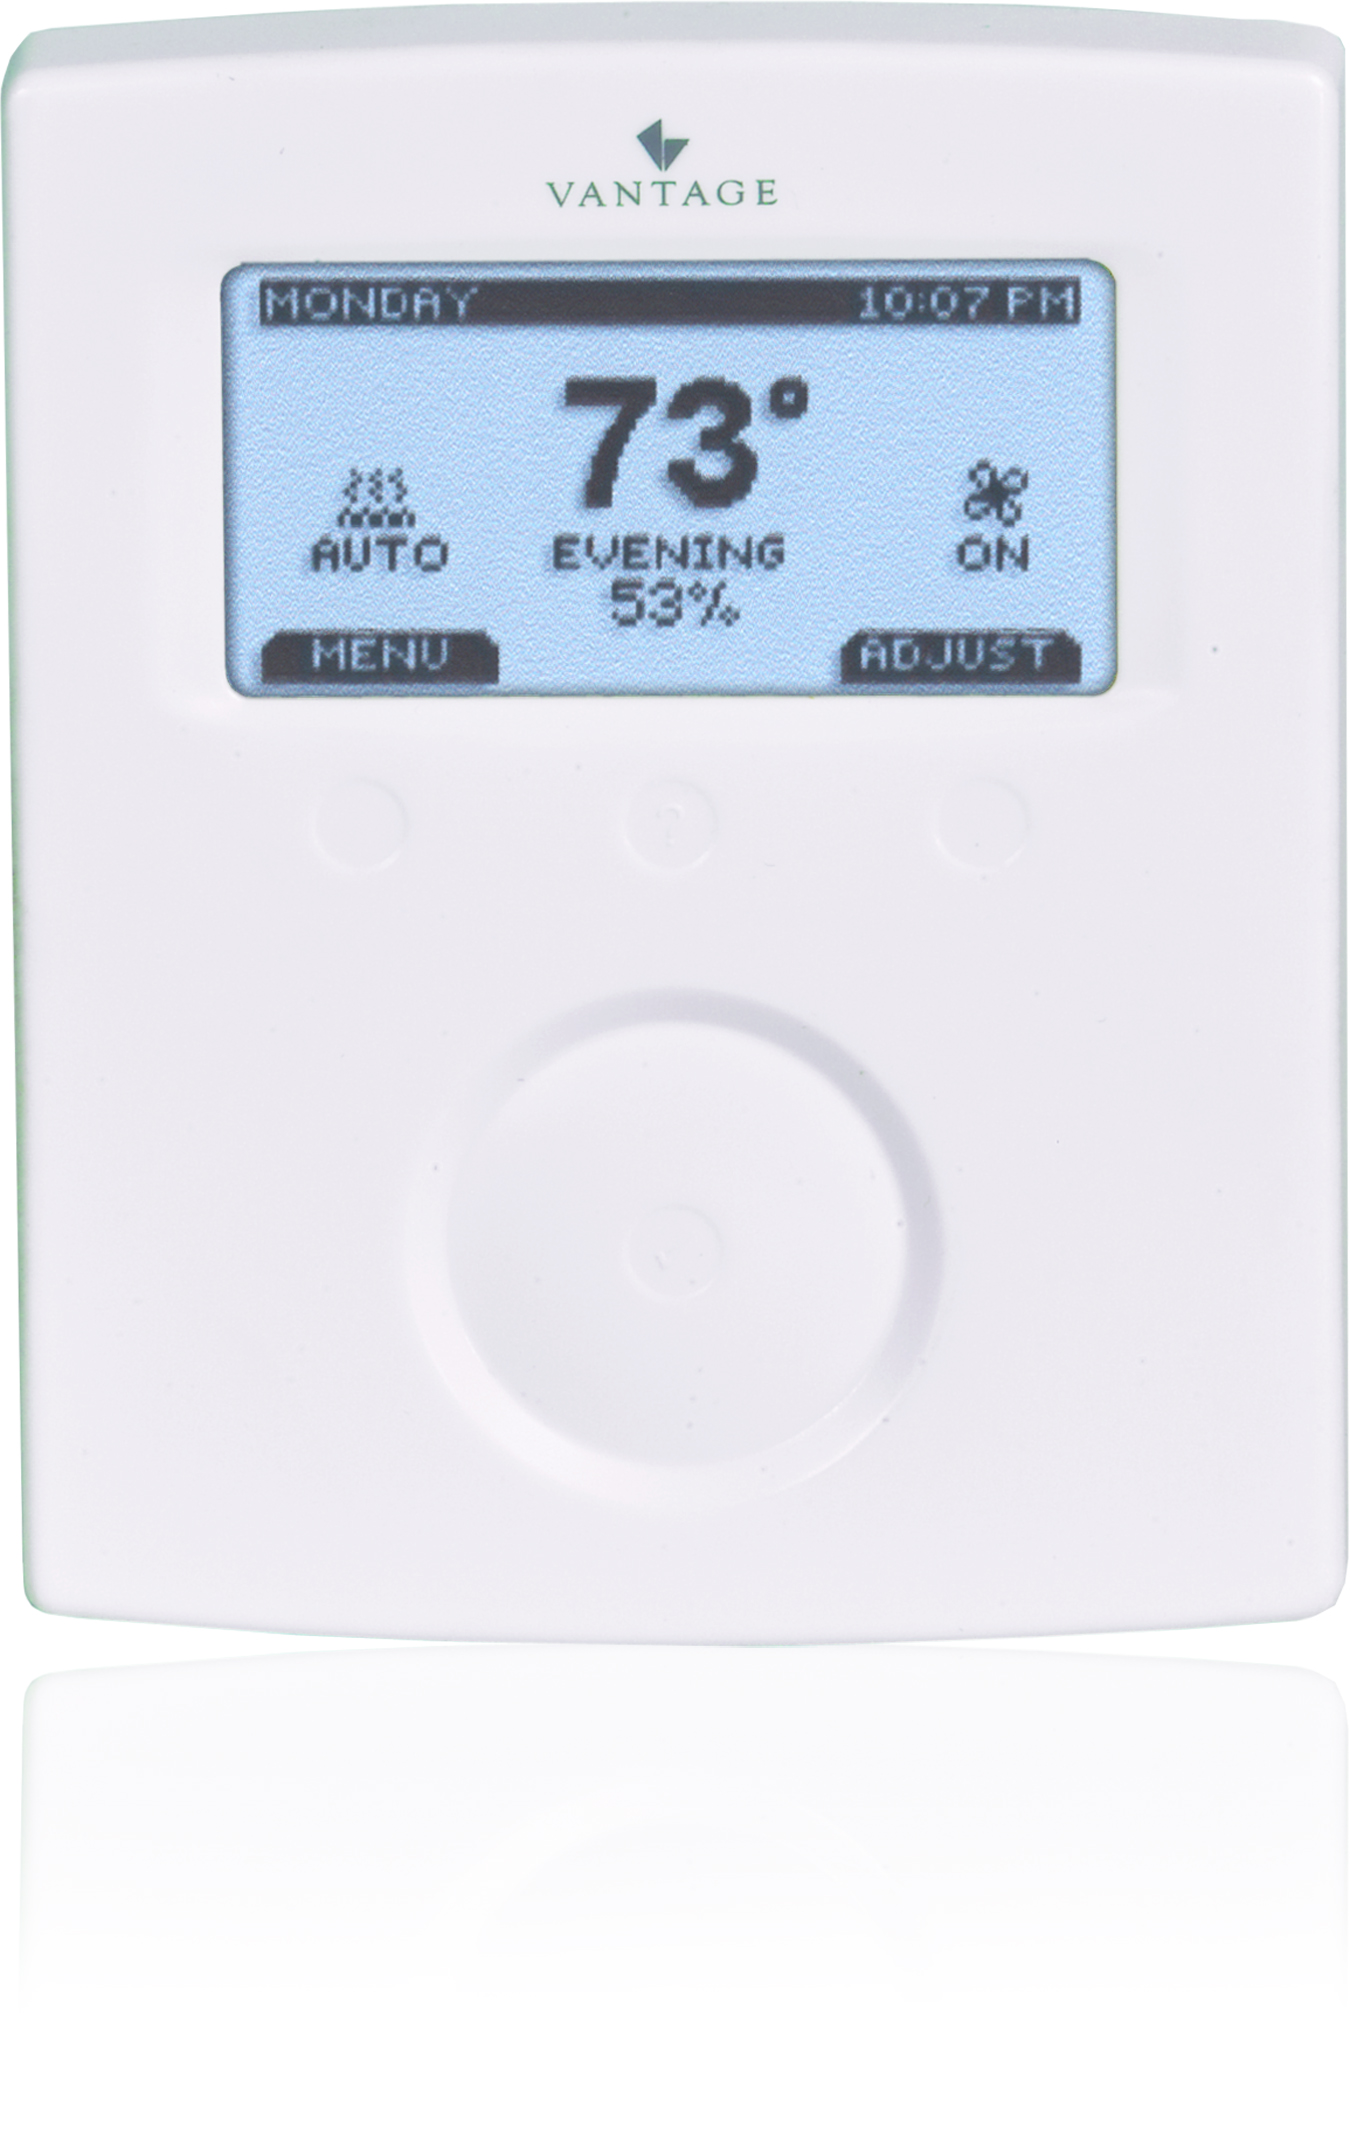 VANTAGE
MONDAY 10:07 PM
73°
AUTO EVENING ON
53%
MENU ADJUST
?